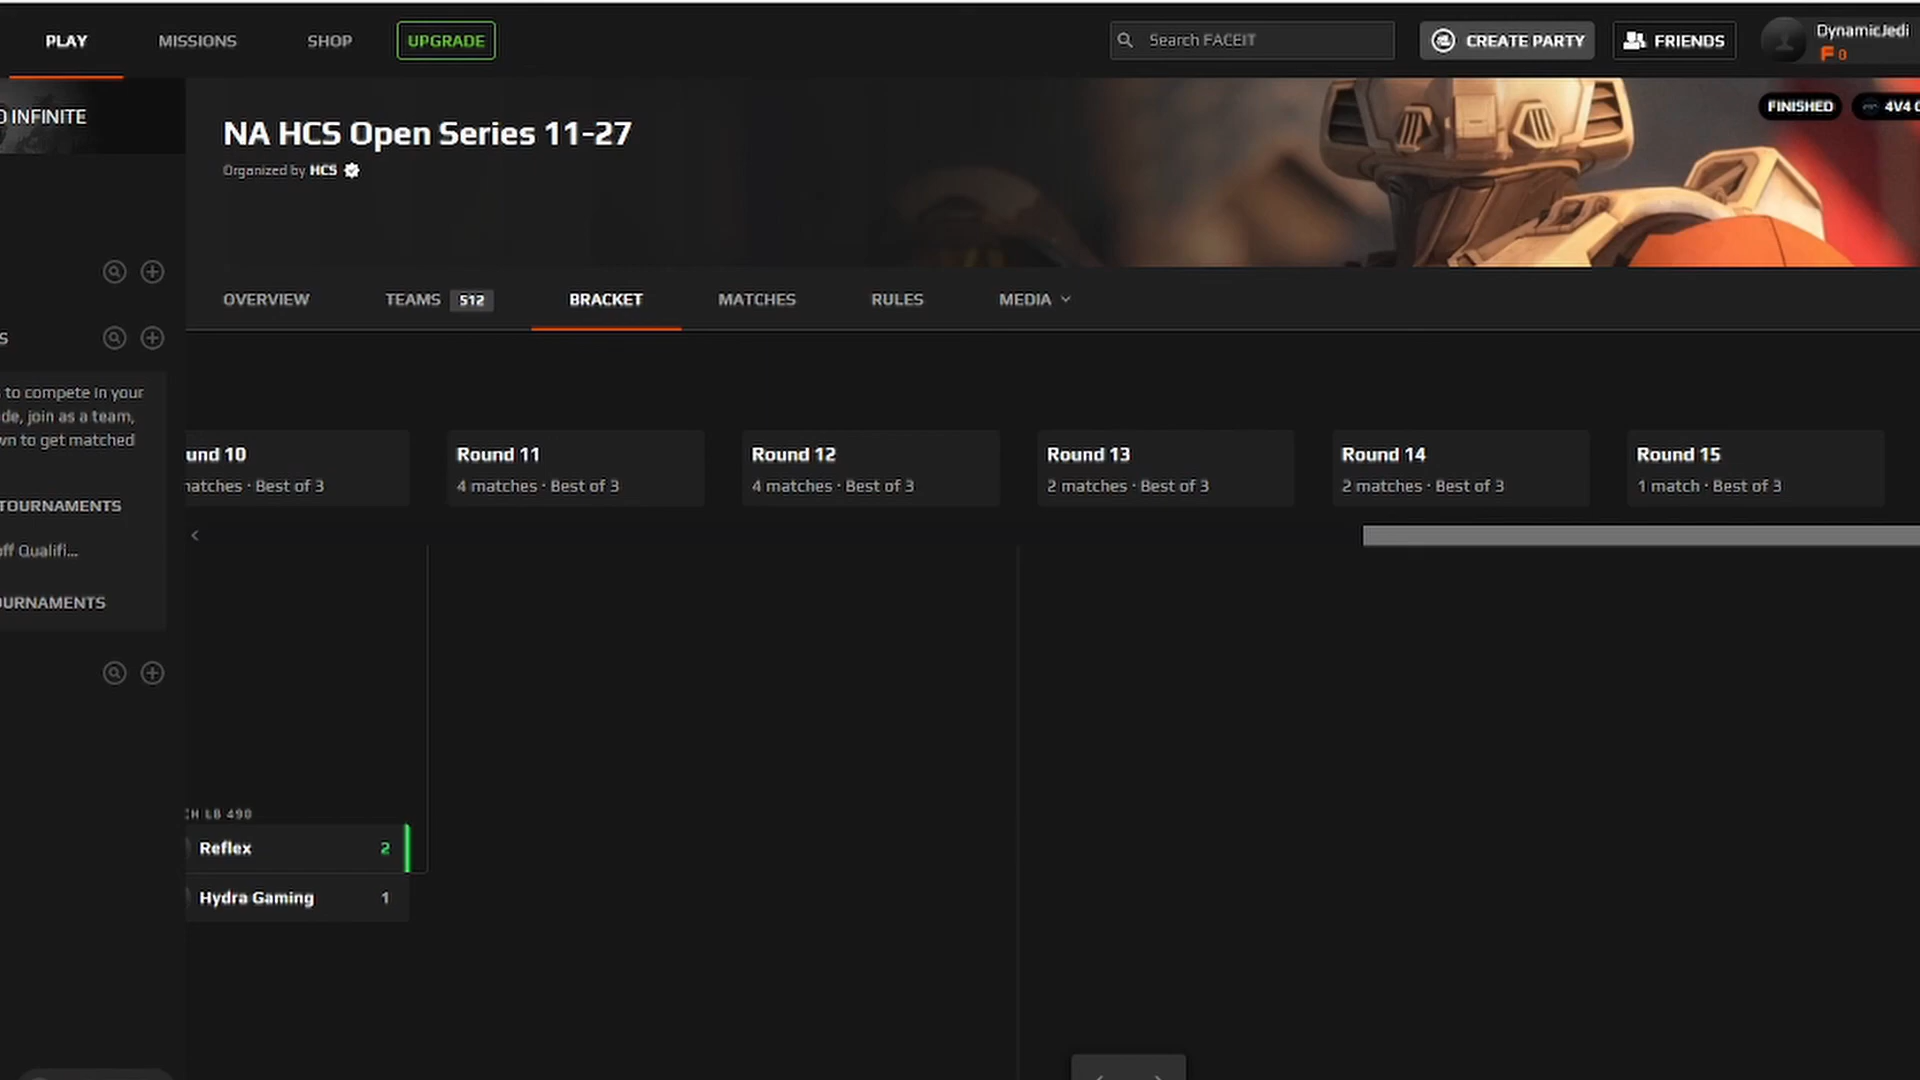 PLAY
MISSIONS
SHOP
UPGRADE
Search FACEIT
CREATE PARTY
FRIENDS
DynamicJedi
0
O INFINITE
NA HCS Open Series 11-27
Organized by HCS
FINISHED
4V4
OVERVIEW
TEAMS 512
BRACKET
MATCHES
RULES
MEDIA
S
to compete in your
de, join as a team,
wn to get matched
TOURNAMENTS
off Qualifi...
OURNAMENTS
und 10
matches · Best of 3
Round 11
4 matches · Best of 3
Round 12
4 matches · Best of 3
Round 13
2 matches · Best of 3
Round 14
2 matches · Best of 3
Round 15
1 match · Best of 3
CH LB 490
Reflex 2
Hydra Gaming 1